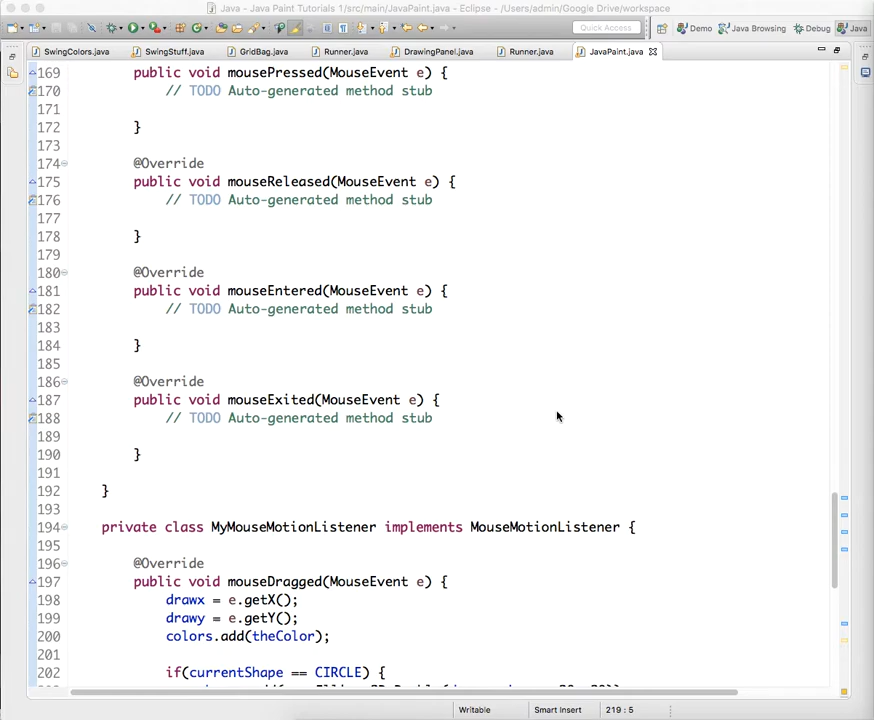 Java - Java Paint Tutorials 1/src/main/JavaPaint.java - Eclipse - /Users/admin/Google Drive/workspace
Quick Access Demo Java Browsing Debug Java
SwingColors.java SwingStuff.java GridBag.java Runner.java DrawingPanel.java Runner.java JavaPaint.java
169 public void mousePressed(MouseEvent e) {
170 // TODO Auto-generated method stub
171
172 }
173
174 @Override
175 public void mouseReleased(MouseEvent e) {
176 // TODO Auto-generated method stub
177
178 }
179
180 @Override
181 public void mouseEntered(MouseEvent e) {
182 // TODO Auto-generated method stub
183
184 }
185
186 @Override
187 public void mouseExited(MouseEvent e) {
188 // TODO Auto-generated method stub
189
190 }
191
192 }
193
194 private class MyMouseMotionListener implements MouseMotionListener {
195
196 @Override
197 public void mouseDragged(MouseEvent e) {
198 drawx = e.getX();
199 drawy = e.getY();
200 colors.add(theColor);
201
202 if(currentShape == CIRCLE) {
Writable Smart Insert 219 : 5